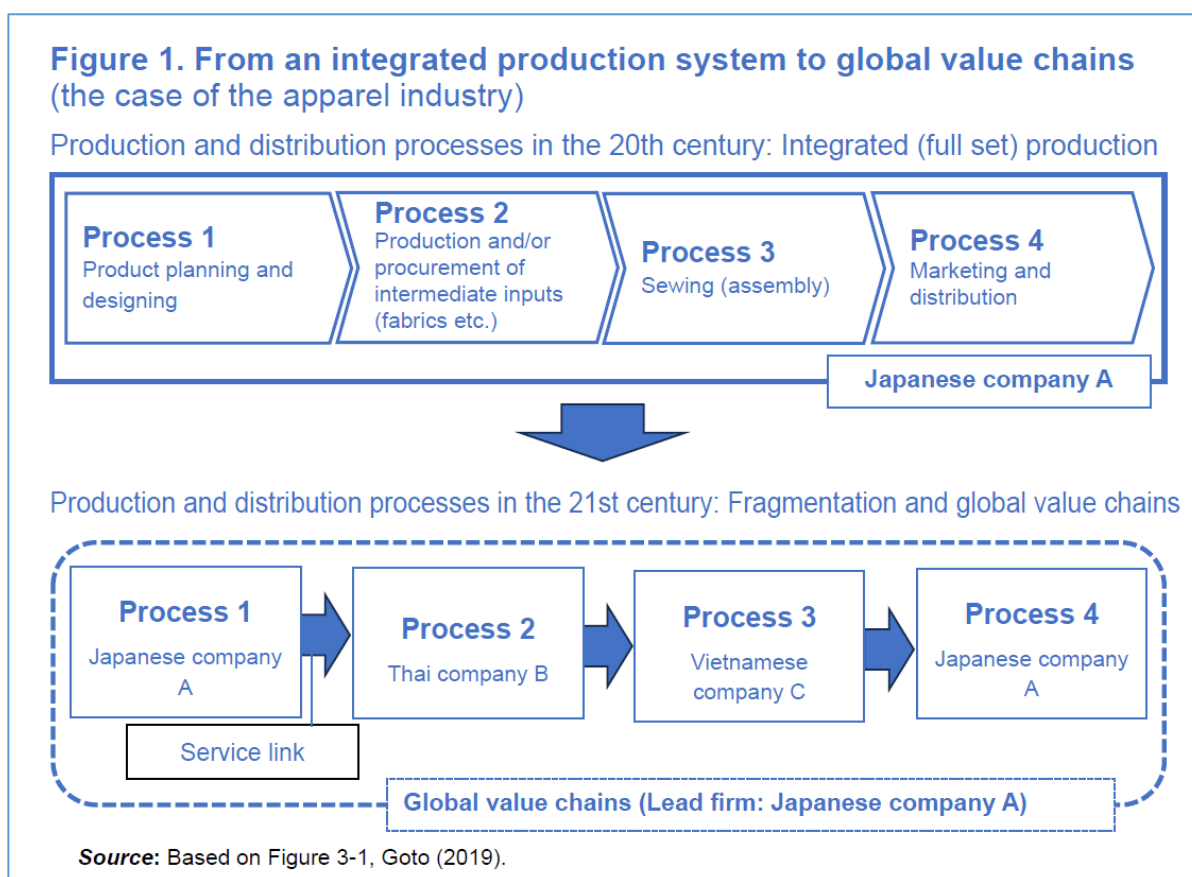 Figure 1. From an integrated production system to global value chains
(the case of the apparel industry)
Production and distribution processes in the 20th century: Integrated (full set) production
Process 1
Product planning and
designing
Process 2
Production and/or
procurement of
intermediate inputs
(fabrics etc.)
Process 3
Sewing (assembly)
Process 4
Marketing and
distribution
Japanese company A
Production and distribution processes in the 21st century: Fragmentation and global value chains
Process 1
Japanese company
A
Process 2
Thai company B
Process 3
Vietnamese
company C
Process 4
Japanese company
A
Service link
Global value chains (Lead firm: Japanese company A)
Source: Based on Figure 3-1, Goto (2019).